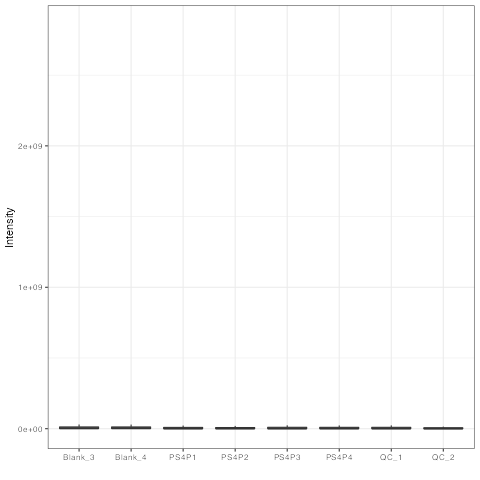 Intensity
2e+09
1e+09
0e+00
Blank_3 Blank_4 PS4P1 PS4P2 PS4P3 PS4P4 QC_1 QC_2